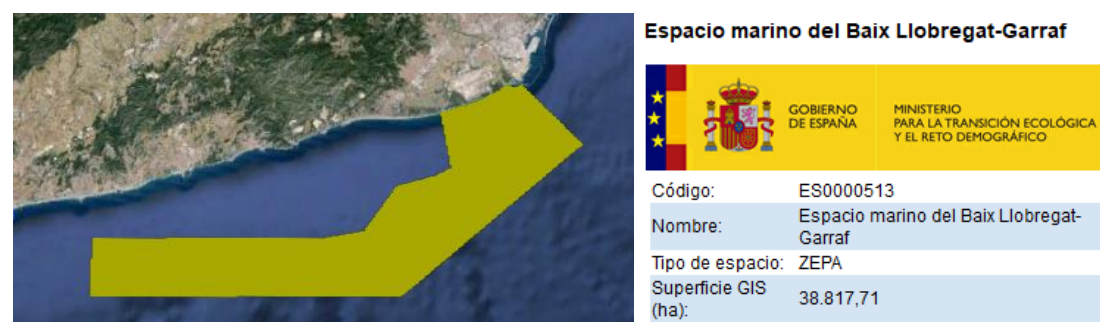 Espacio marino del Baix Llobregat-Garraf
GOBIERNO
DE ESPAÑA
MINISTERIO
PARA LA TRANSICIÓN ECOLÓGICA
Y EL RETO DEMOGRÁFICO
Código: ES0000513
Nombre: Espacio marino del Baix Llobregat-
Garraf
Tipo de espacio: ZEPA
Superficie GIS
(ha): 38.817,71